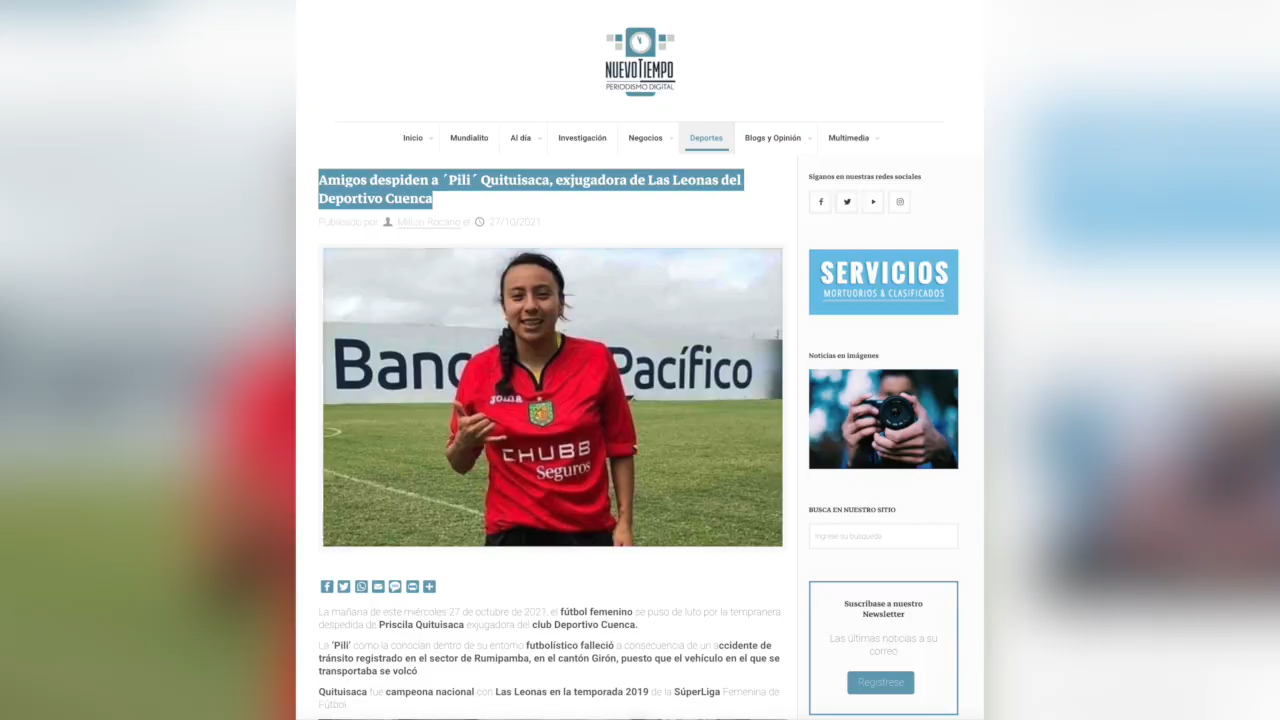 NUEVOTIEMPO
PERIODISMO DIGITAL
Inicio
Mundialito
Al día
Investigación
Negocios
Deportes
Blogs y Opinión
Multimedia
Amigos despiden a ´Pili´ Quituisaca, exjugadora de Las Leonas del
Deportivo Cuenca
Publicado por Milton Rocano el 27/10/2021
Banc Pacífico
JOMA
CHUBB
Seguros
La mañana de este miércoles 27 de octubre de 2021, el fútbol femenino se puso de luto por la tempranera
despedida de Priscila Quituisaca exjugadora del club Deportivo Cuenca.
La ‘Pili’ como la conocían dentro de su entorno futbolístico falleció a consecuencia de un accidente de
tránsito registrado en el sector de Rumipamba, en el cantón Girón, puesto que el vehículo en el que se
transportaba se volcó
Quituisaca fue campeona nacional con Las Leonas en la temporada 2019 de la SúperLiga Femenina de
Fútbol
Síganos en nuestras redes sociales
SERVICIOS
MORTUORIOS & CLASIFICADOS
Noticias en imágenes
BUSCA EN NUESTRO SITIO
Ingrese su busqueda
Suscríbase a nuestro
Newsletter
Las últimas noticias a su
correo
Regístrese